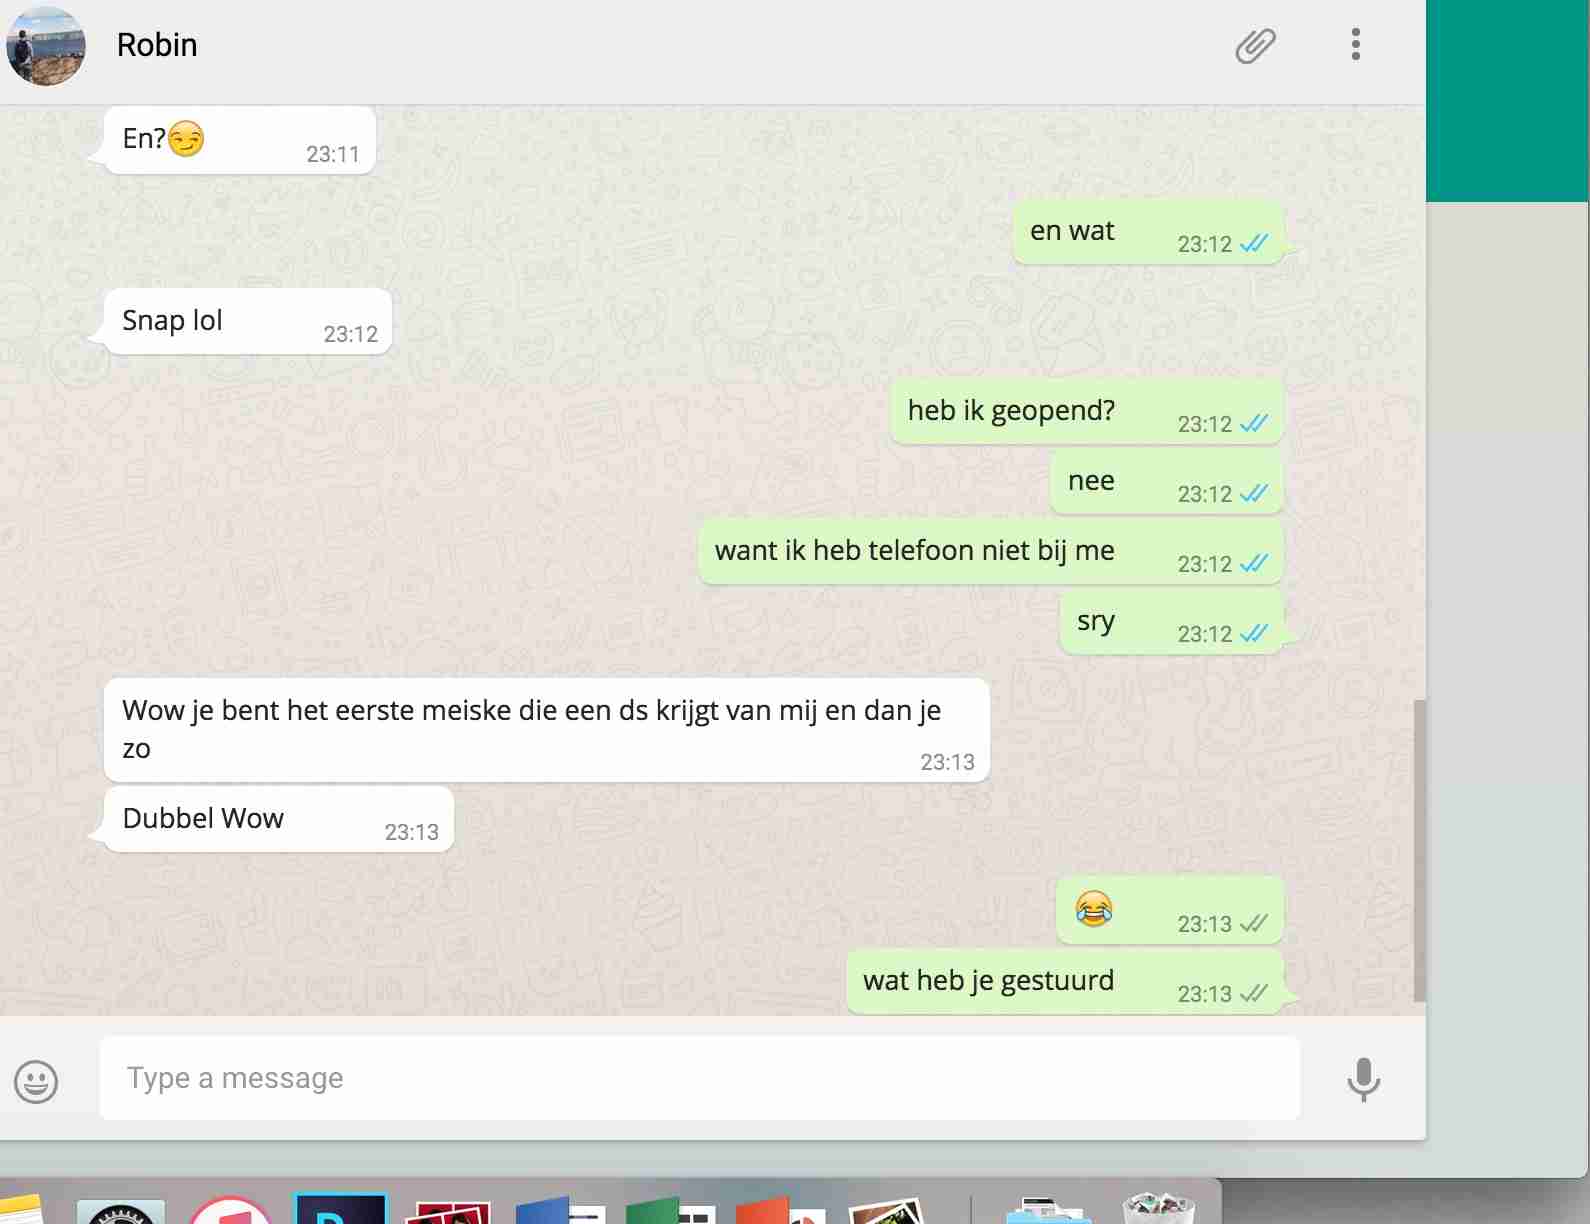 Robin
En?😏 23:11
en wat 23:12
Snap lol 23:12
heb ik geopend? 23:12
nee 23:12
want ik heb telefoon niet bij me 23:12
sry 23:12
Wow je bent het eerste meiske die een ds krijgt van mij en dan je
zo 23:13
Dubbel Wow 23:13
😂 23:13
wat heb je gestuurd 23:13
Type a message